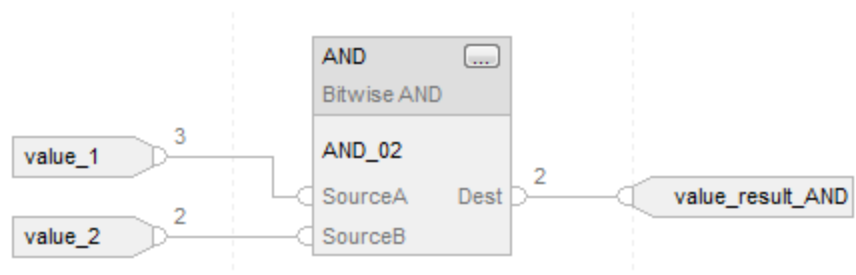 AND ...
Bitwise AND
3
value_1
AND_02
2
SourceA Dest
value_result_AND
2
value_2
SourceB